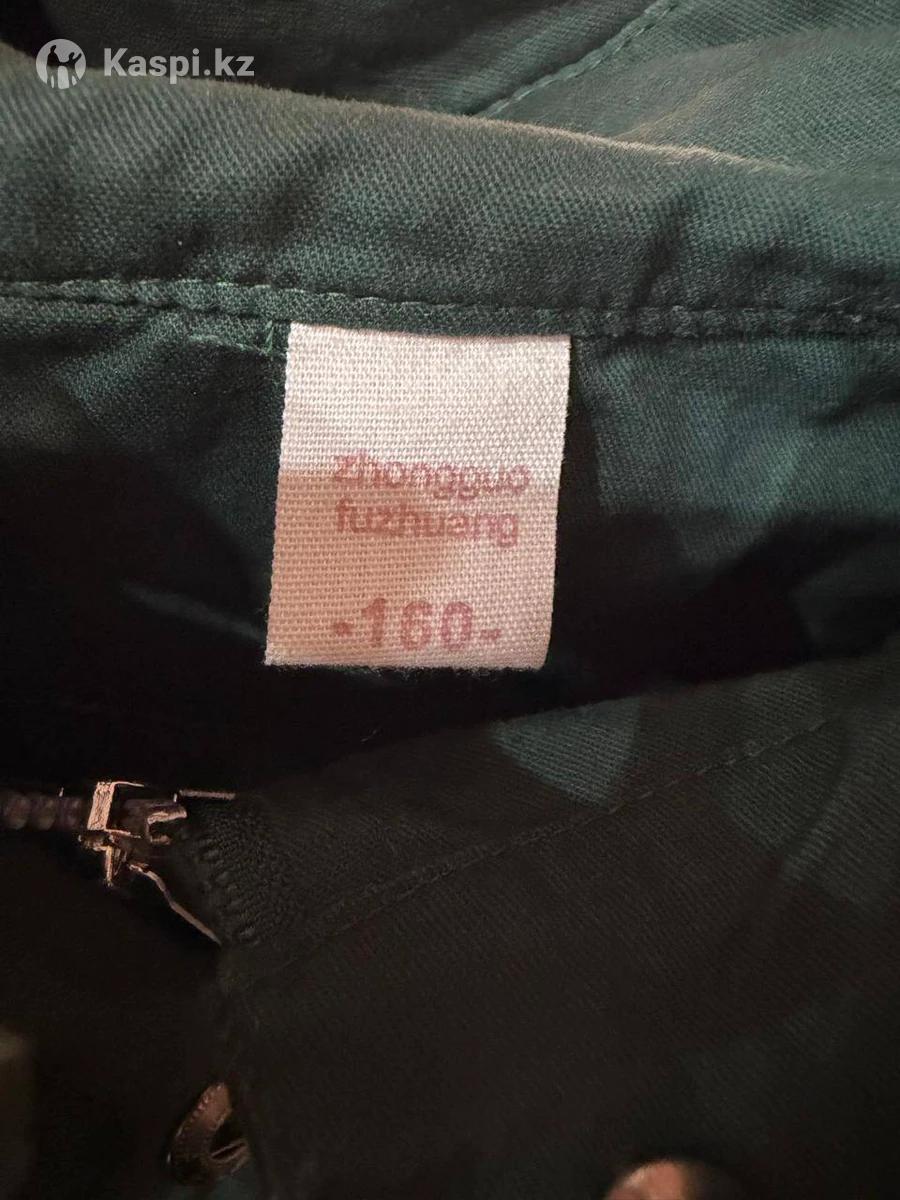 Kaspi.kz
zhongguo
fuzhuang
-160-